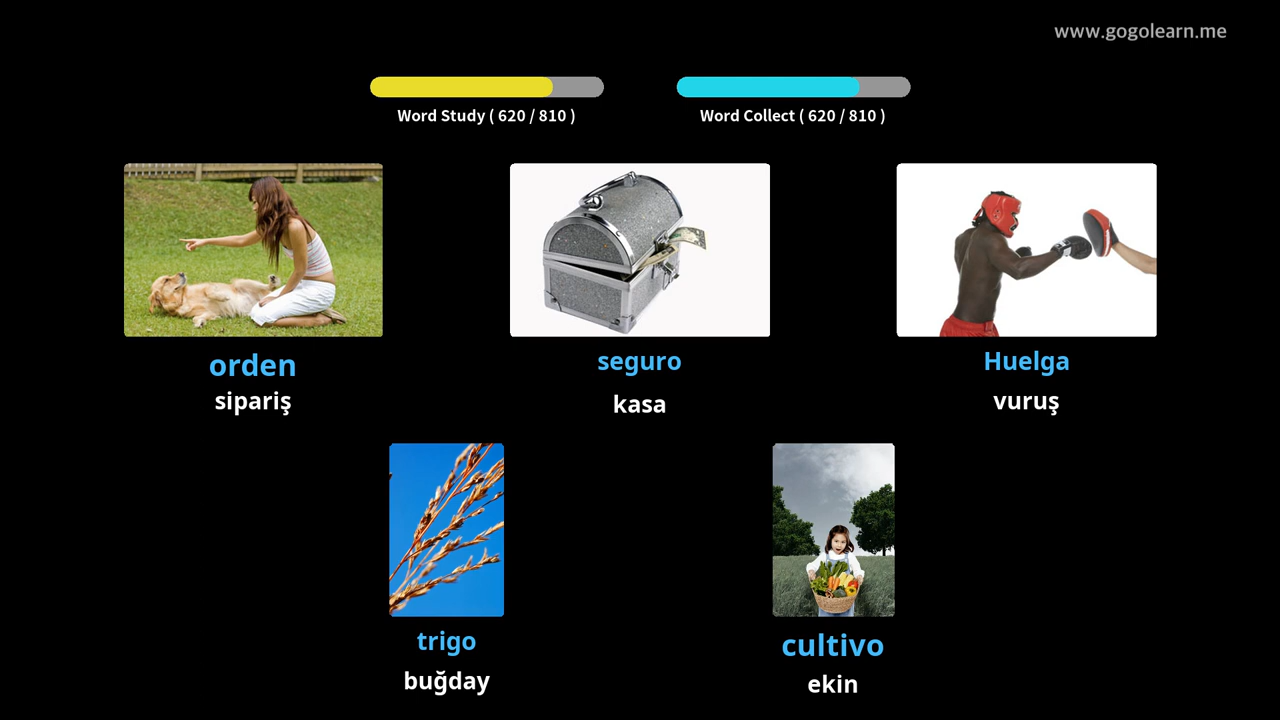 www.gogolearn.me
Word Study ( 620 / 810 )
Word Collect ( 620 / 810 )
orden
sipariş
seguro
kasa
Huelga
vuruş
trigo
buğday
cultivo
ekin